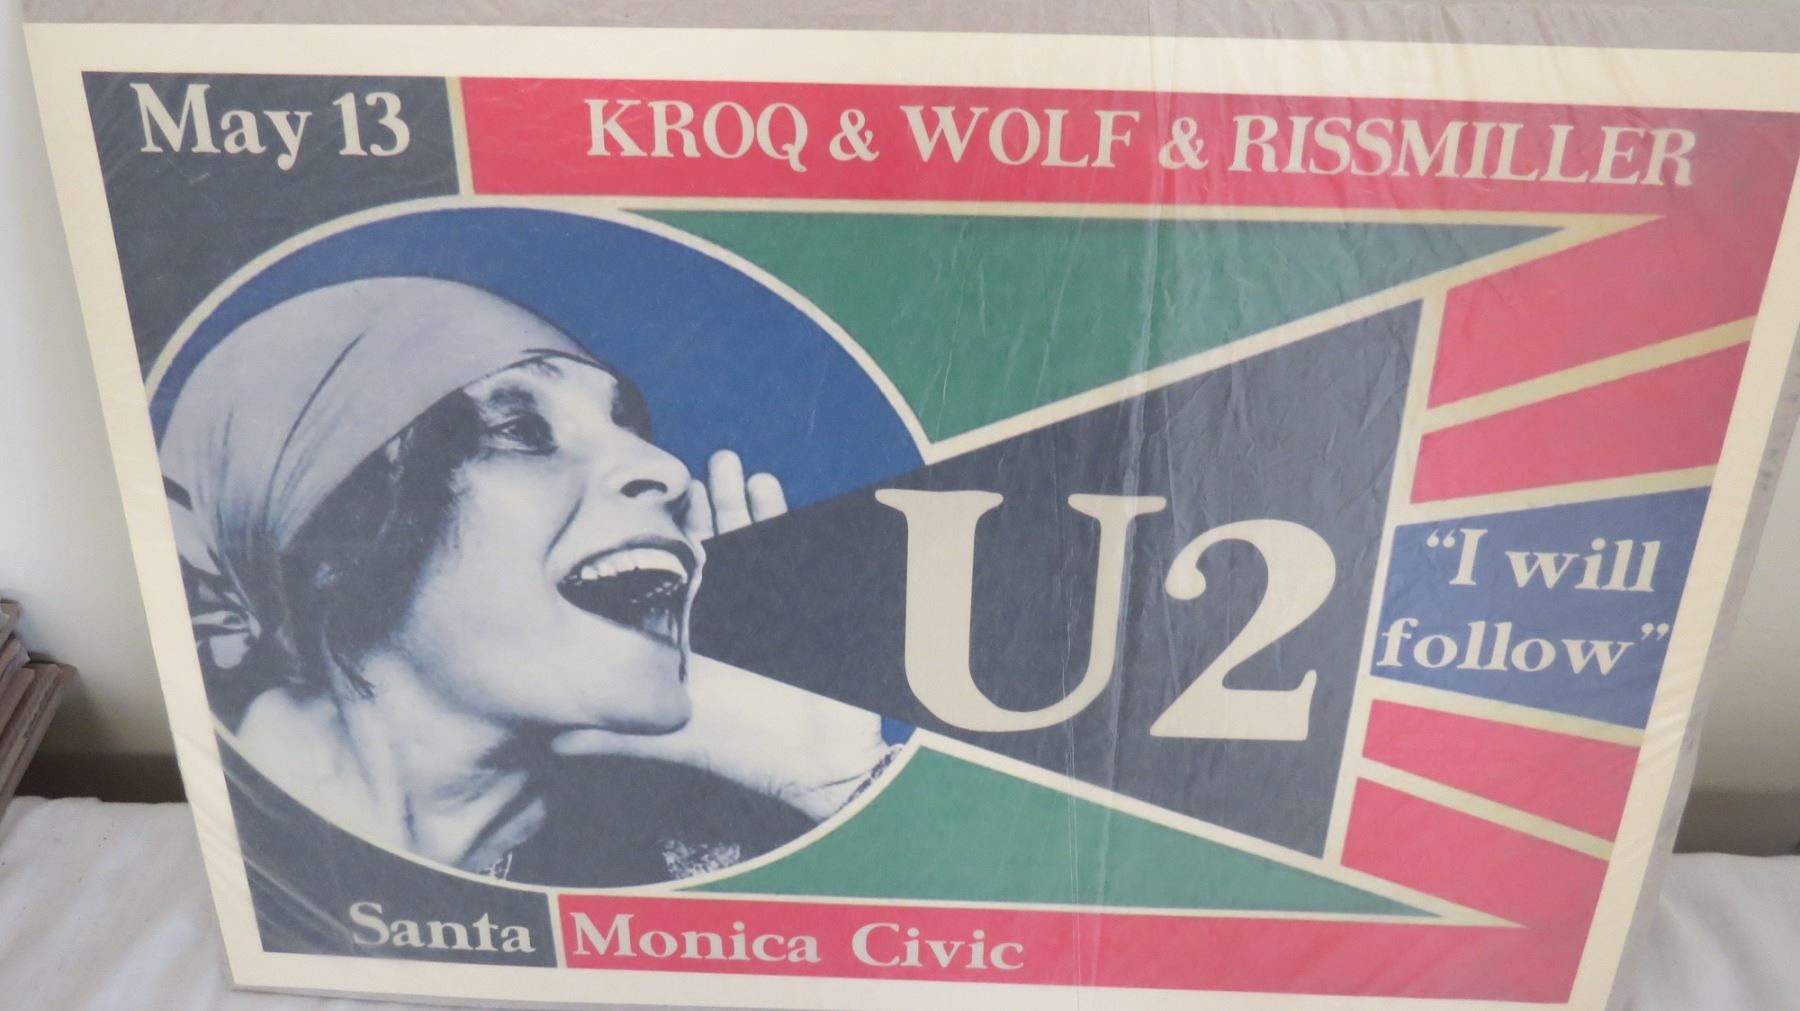 May 13
KROQ & WOLF & RISSMILLER
U2
"I will
follow"
Santa Monica Civic